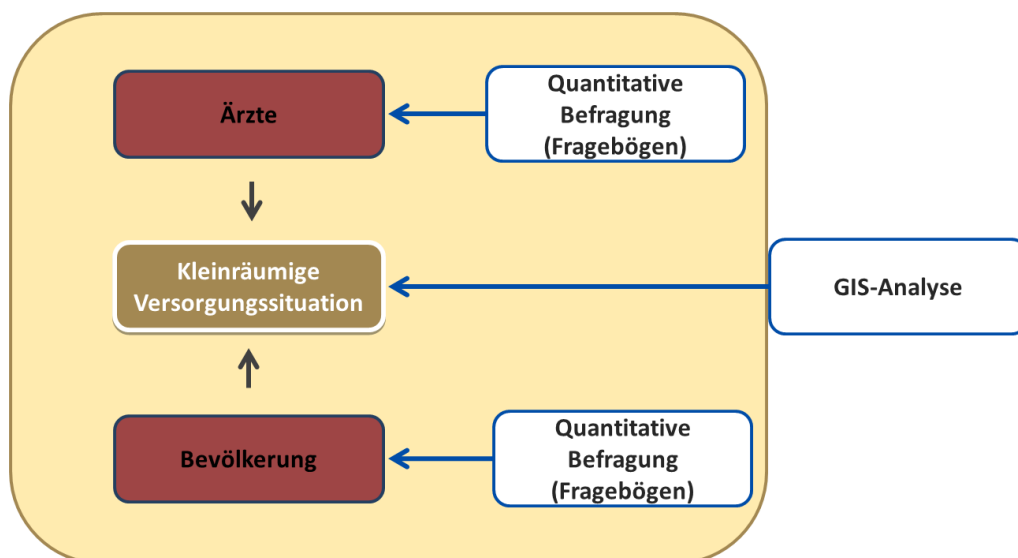 Ärzte
Quantitative
Befragung
(Fragebögen)
Kleinräumige
Versorgungssituation
GIS-Analyse
Bevölkerung
Quantitative
Befragung
(Fragebögen)